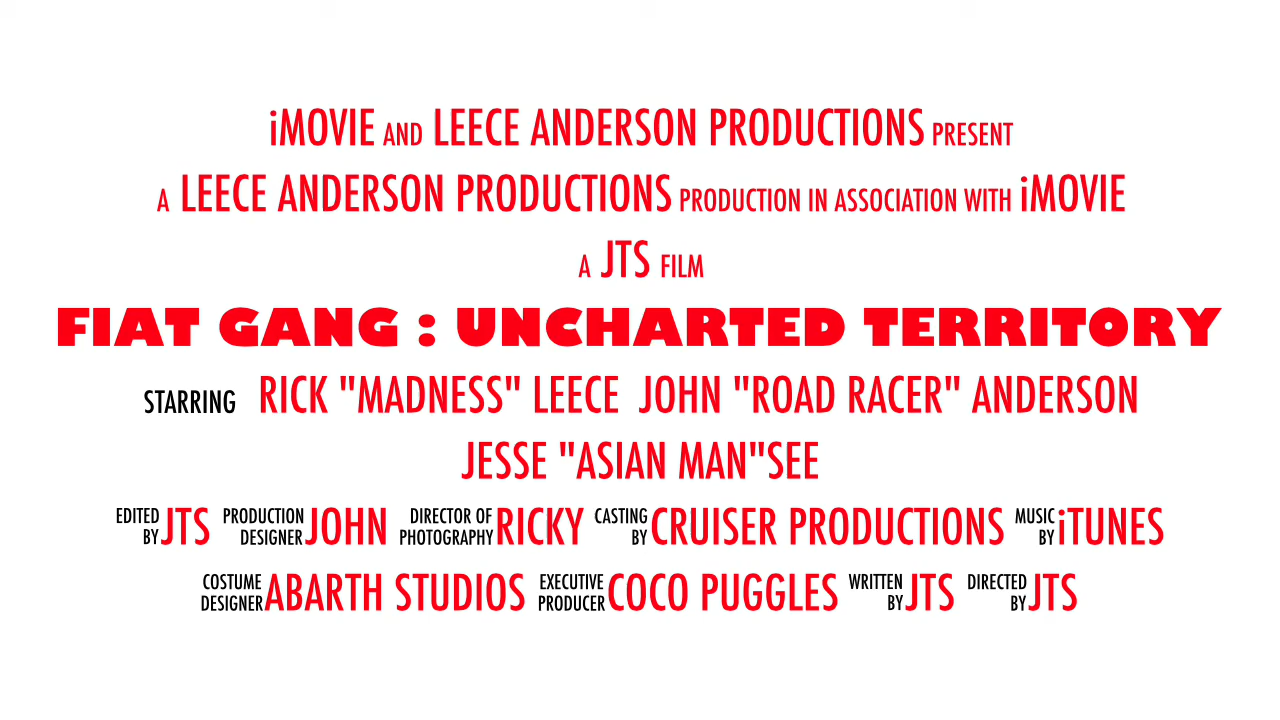 iMOVIE AND LEECE ANDERSON PRODUCTIONS PRESENT
A LEECE ANDERSON PRODUCTIONS PRODUCTION IN ASSOCIATION WITH iMOVIE
A JTS FILM
FIAT GANG : UNCHARTED TERRITORY
STARRING RICK "MADNESS" LEECE JOHN "ROAD RACER" ANDERSON
JESSE "ASIAN MAN"SEE
EDITED BY JTS PRODUCTION DESIGNER JOHN DIRECTOR OF PHOTOGRAPHY RICKY CASTING BY CRUISER PRODUCTIONS MUSIC BY iTUNES
COSTUME DESIGNER ABARTH STUDIOS EXECUTIVE PRODUCER COCO PUGGLES WRITTEN BY JTS DIRECTED BY JTS